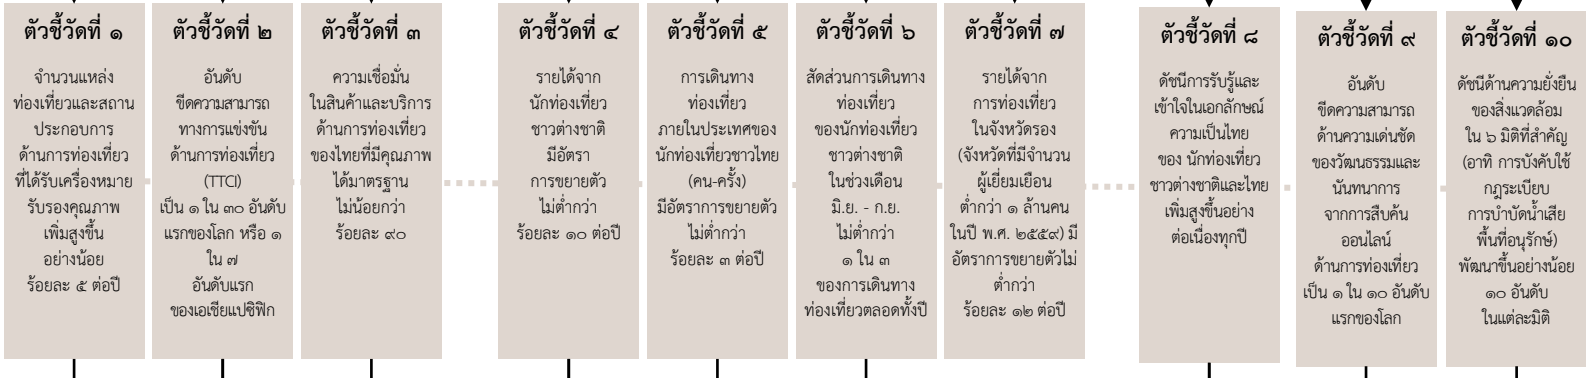 ตัวชี้วัดที่ ๑
จำนวนแหล่ง
ท่องเที่ยวและสถาน
ประกอบการ
ด้านการท่องเที่ยว
ที่ได้รับเครื่องหมาย
รับรองคุณภาพ
เพิ่มสูงขึ้น
อย่างน้อย
ร้อยละ ๕ ต่อปี
ตัวชี้วัดที่ ๒
อันดับ
ขีดความสามารถ
ทางการแข่งขัน
ด้านการท่องเที่ยว
(TTCI)
เป็น ๑ ใน ๓๐ อันดับ
แรกของโลก หรือ ๑
ใน ๗
อันดับแรก
ของเอเชียแปซิฟิก
ตัวชี้วัดที่ ๓
ความเชื่อมั่น
ในสินค้าและบริการ
ด้านการท่องเที่ยว
ของไทยที่มีคุณภาพ
ได้มาตรฐาน
ไม่น้อยกว่า
ร้อยละ ๙๐
ตัวชี้วัดที่ ๔
รายได้จาก
นักท่องเที่ยว
ชาวต่างชาติ
มีอัตรา
การขยายตัว
ไม่ต่ำกว่า
ร้อยละ ๑๐ ต่อปี
ตัวชี้วัดที่ ๕
การเดินทาง
ท่องเที่ยว
ภายในประเทศของ
นักท่องเที่ยวชาวไทย
(คน-ครั้ง)
มีอัตราการขยายตัว
ไม่ต่ำกว่า
ร้อยละ ๓ ต่อปี
ตัวชี้วัดที่ ๖
สัดส่วนการเดินทาง
ท่องเที่ยว
ของนักท่องเที่ยว
ชาวต่างชาติ
ในช่วงเดือน
มิ.ย. - ก.ย.
ไม่ต่ำกว่า
๑ ใน ๓
ของการเดินทาง
ท่องเที่ยวตลอดทั้งปี
ตัวชี้วัดที่ ๗
รายได้จาก
การท่องเที่ยว
ในจังหวัดรอง
(จังหวัดที่มีจำนวน
ผู้เยี่ยมเยือน
ต่ำกว่า ๑ ล้านคน
ในปี พ.ศ. ๒๕๕๙) มี
อัตราการขยายตัวไม่
ต่ำกว่า
ร้อยละ ๑๒ ต่อปี
ตัวชี้วัดที่ ๘
ดัชนีการรับรู้และ
เข้าใจในเอกลักษณ์
ความเป็นไทย
ของ นักท่องเที่ยว
ชาวต่างชาติและไทย
เพิ่มสูงขึ้นอย่าง
ต่อเนื่องทุกปี
ตัวชี้วัดที่ ๙
อันดับ
ขีดความสามารถ
ด้านความเด่นชัด
ของวัฒนธรรมและ
นันทนาการ
จากการสืบค้น
ออนไลน์
ด้านการท่องเที่ยว
เป็น ๑ ใน ๑๐ อันดับ
แรกของโลก
ตัวชี้วัดที่ ๑๐
ดัชนีด้านความยั่งยืน
ของสิ่งแวดล้อม
ใน ๖ มิติที่สำคัญ
(อาทิ การบังคับใช้
กฎระเบียบ
การบำบัดน้ำเสีย
พื้นที่อนุรักษ์)
พัฒนาขึ้นอย่างน้อย
๑๐ อันดับ
ในแต่ละมิติ